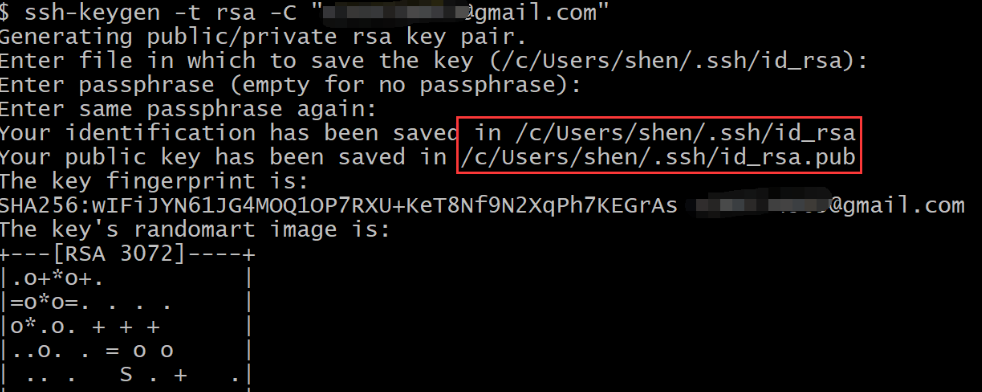 $ ssh-keygen -t rsa -C "@gmail.com"
Generating public/private rsa key pair.
Enter file in which to save the key (/c/Users/shen/.ssh/id_rsa):
Enter passphrase (empty for no passphrase):
Enter same passphrase again:
Your identification has been saved in /c/Users/shen/.ssh/id_rsa
Your public key has been saved in /c/Users/shen/.ssh/id_rsa.pub
The key fingerprint is:
SHA256:wIFiJYN61JG4MOQ1OP7RXU+KeT8Nf9N2XqPh7KEGrAs @gmail.com
The key's randomart image is:
+---[RSA 3072]----+
|.o+*o+.          |
|=o*o=. . . .     |
|o*.o. + + +      |
|..o. . = o o     |
| .. .   S . +   .|